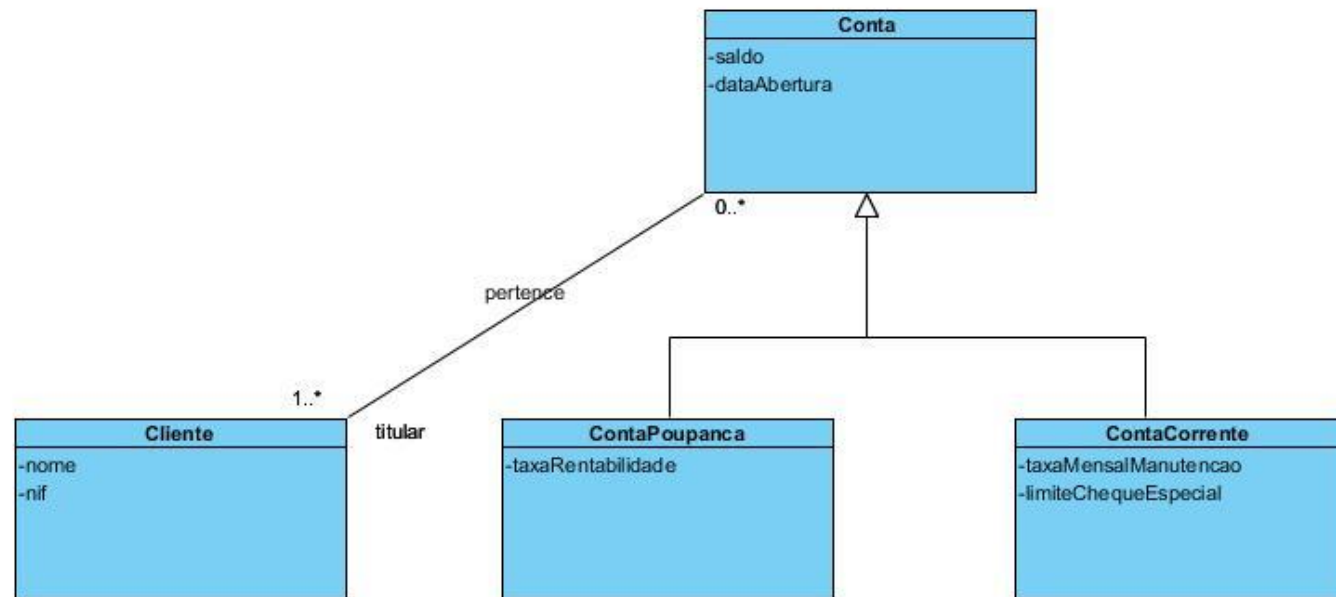 Conta
-saldo
-dataAbertura
0..*
pertence
1..*
titular
Cliente
-nome
-nif
ContaPoupanca
-taxaRentabilidade
ContaCorrente
-taxaMensalManutencao
-limiteChequeEspecial